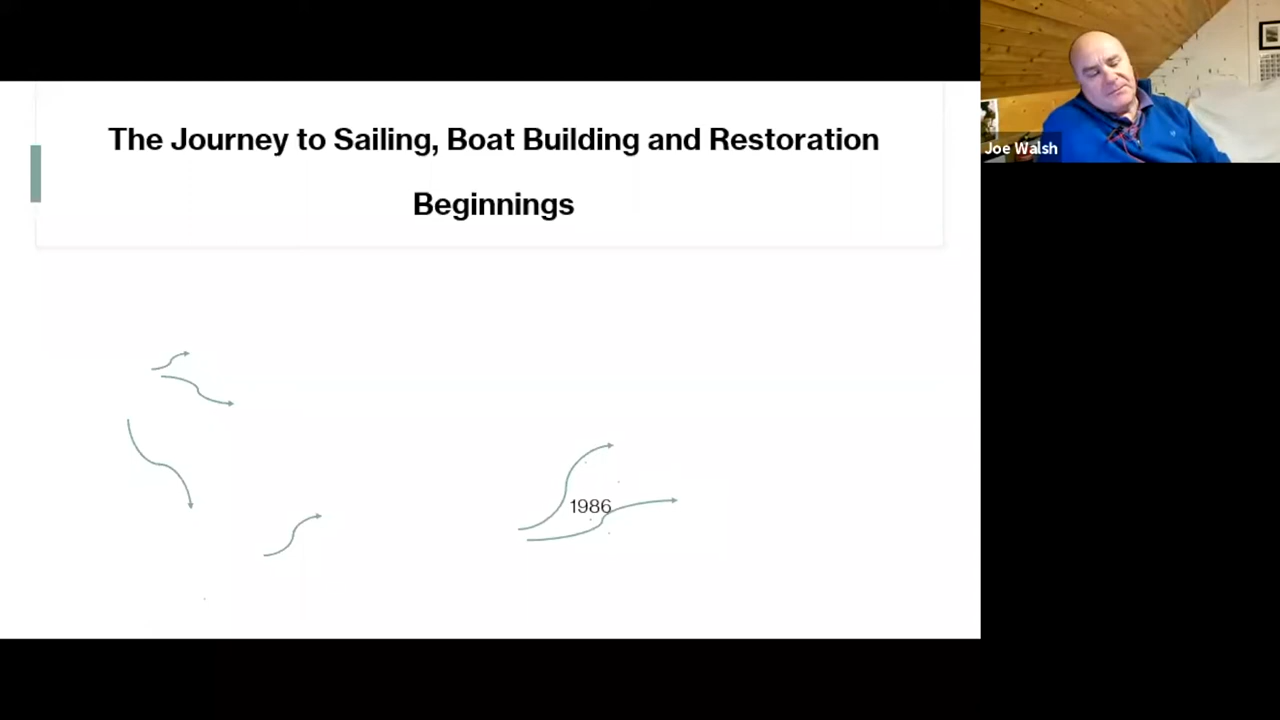 The Journey to Sailing, Boat Building and Restoration
Beginnings
Joe Walsh
1986